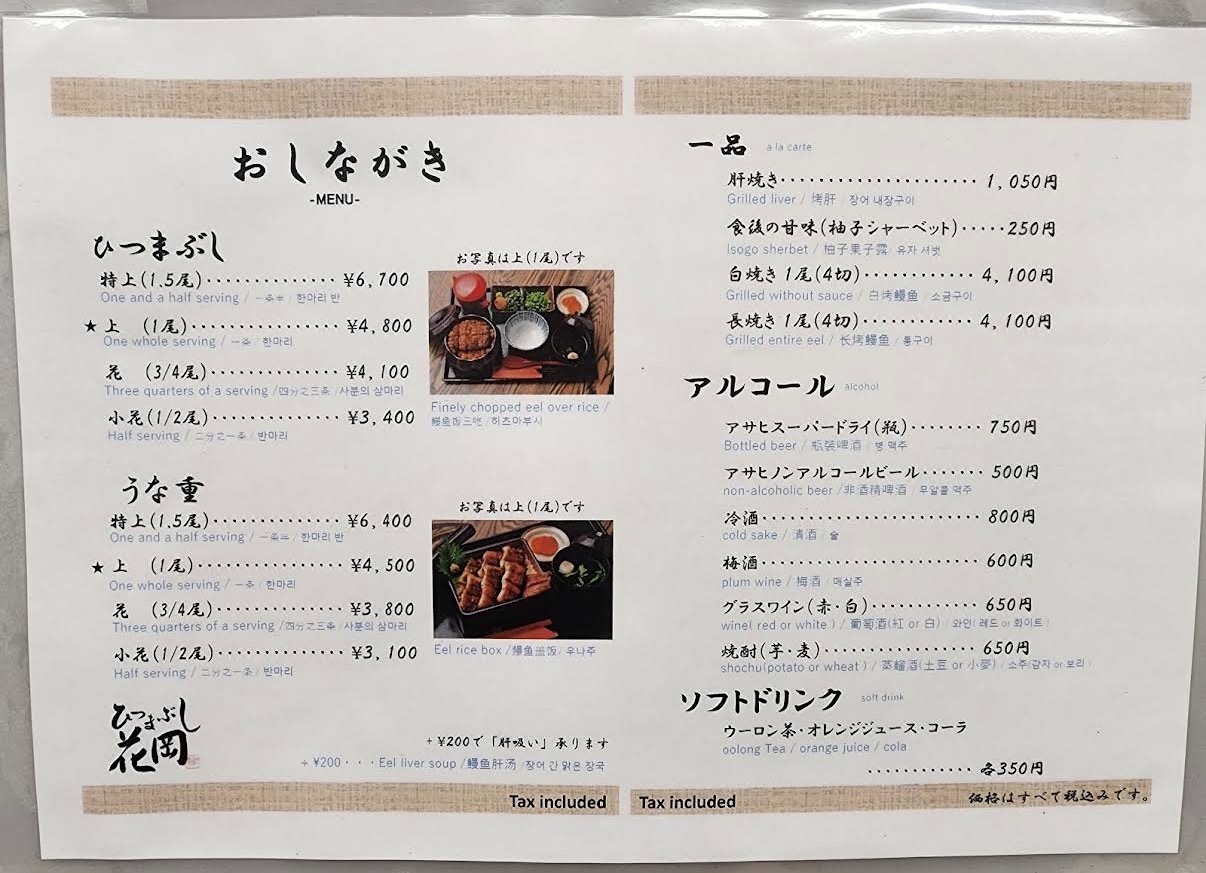 おしながき
-MENU-
ひつまぶし
特上(1.5尾)・・・・・・・・・・・・・ ¥6,700
One and a half serving / 一条半 / 한마리 반
★ 上 (1尾)・・・・・・・・・・・・・・・ ¥4,800
One whole serving / 一条 / 한마리
花 (3/4尾)・・・・・・・・・・・・・ ¥4,100
Three quarters of a serving /四分之三条 /사분의 삼마리
小花(1/2尾)・・・・・・・・・・・・ ¥3,400
Half serving / 二分之一条 / 반마리
お写真は上(1尾)です
Finely chopped eel over rice /
鳗鱼饭三吃 / 히츠마부시
うな重
特上(1.5尾)・・・・・・・・・・・・・ ¥6,400
One and a half serving / 一条半 / 한마리 반
★ 上 (1尾)・・・・・・・・・・・・・・・ ¥4,500
One whole serving / 一条 / 한마리
花 (3/4尾)・・・・・・・・・・・・・ ¥3,800
Three quarters of a serving /四分之三条 /사분의 삼마리
小花(1/2尾)・・・・・・・・・・・・ ¥3,100
Half serving / 二分之一条 / 반마리
お写真は上(1尾)です
Eel rice box /鳗鱼盒饭 / 우나주
ひつまぶし
花岡
+ ¥200で「肝吸い」承ります
+ ¥200・・・Eel liver soup /鳗鱼肝汤 /장어 간 맑은 장국
Tax included
一品 a la carte
肝焼き・・・・・・・・・・・・・・・・・・・・・ 1,050円
Grilled liver / 烤肝 / 장어 내장구이
食後の甘味(柚子シャーベット)・・・・・250円
Isogo sherbet / 柚子果子露/ 유자 셔벗
白焼き1尾(4切)・・・・・・・・・・・・ 4,100円
Grilled without sauce / 白烤鳗鱼 / 소금구이
長焼き1尾(4切)・・・・・・・・・・・・ 4,100円
Grilled entire eel / 长烤鳗鱼 / 통구이
アルコール alcohol
アサヒスーパードライ(瓶)・・・・・・・・ 750円
Bottled beer / 瓶裝啤酒 / 병 맥주
アサヒノンアルコールビール・・・・・・・ 500円
non-alcoholic beer /非酒精啤酒 / 무알콜 맥주
冷酒・・・・・・・・・・・・・・・・・・・・・・・ 800円
cold sake / 清酒 / 술
梅酒・・・・・・・・・・・・・・・・・・・・・・・ 600円
plum wine / 梅酒 / 매실주
グラスワイン(赤・白)・・・・・・・・・・・ 650円
wine( red or white ) / 葡萄酒(紅 or 白) / 와인( 레드 or 화이트 )
焼酎(芋・麦)・・・・・・・・・・・・・・・・ 650円
shochu(potato or wheat ) / 蒸餾酒(土豆 or 小麥) / 소주(감자 or 보리 )
ソフトドリンク soft drink
ウーロン茶・オレンジジュース・コーラ
oolong Tea / orange juice / cola
・・・・・・・・・・・・ 各350円
Tax included
価格はすべて税込みです。